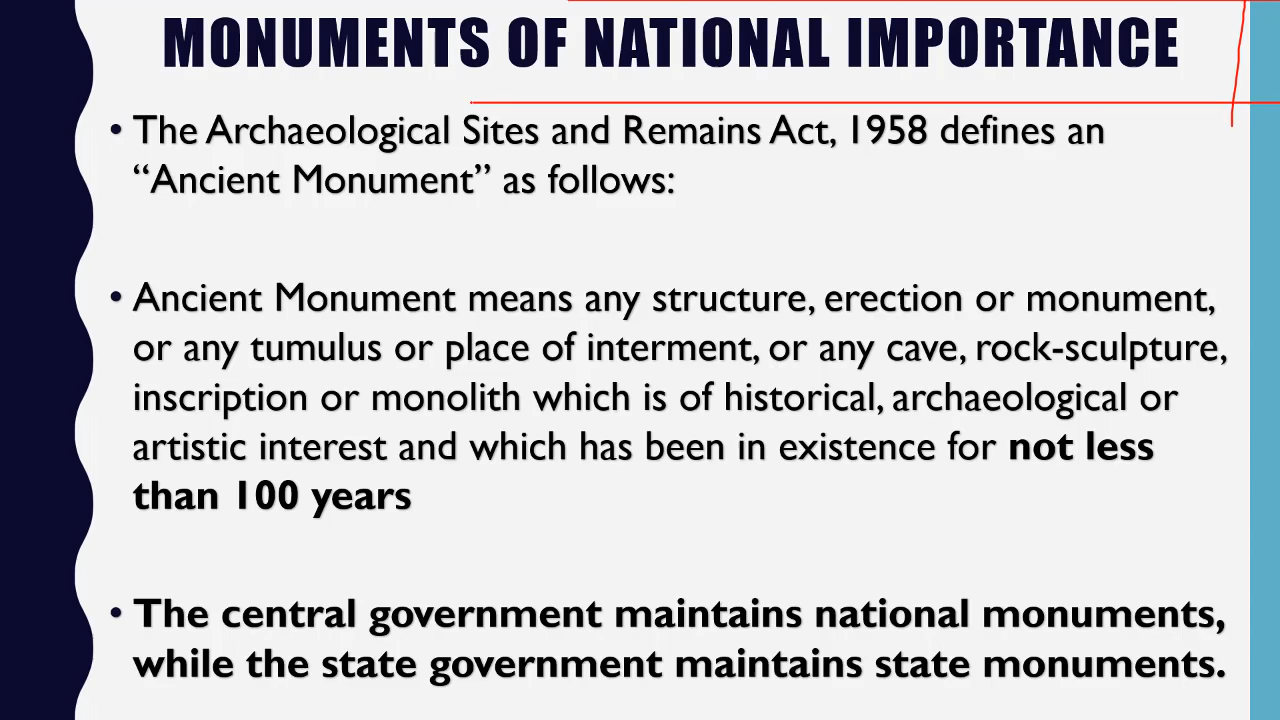 MONUMENTS OF NATIONAL IMPORTANCE
• The Archaeological Sites and Remains Act, 1958 defines an
“Ancient Monument” as follows:
• Ancient Monument means any structure, erection or monument,
or any tumulus or place of interment, or any cave, rock-sculpture,
inscription or monolith which is of historical, archaeological or
artistic interest and which has been in existence for not less
than 100 years
• The central government maintains national monuments,
while the state government maintains state monuments.